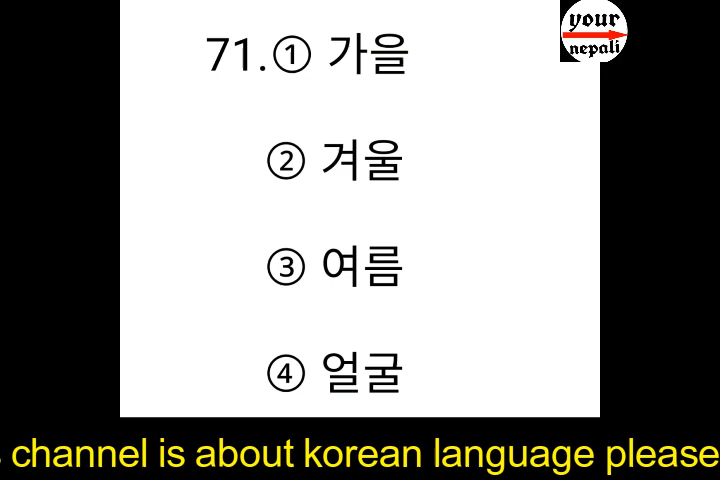 your
nepali
71.① 가을
② 겨울
③ 여름
④ 얼굴
channel is about korean language please